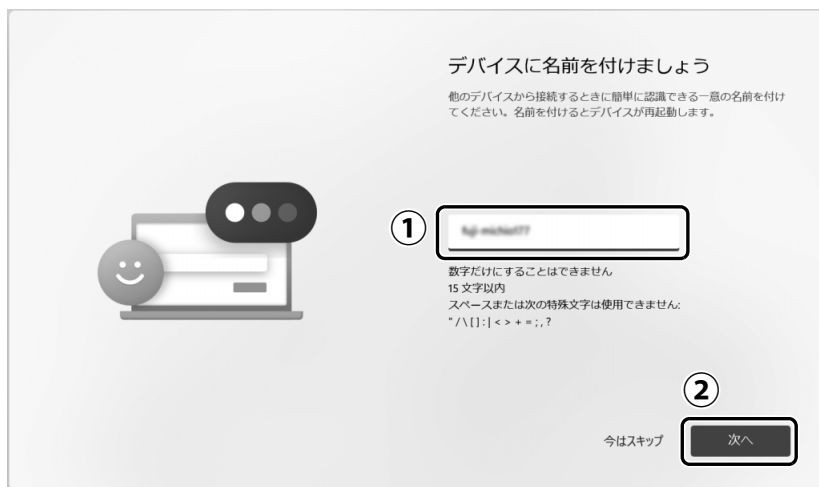 デバイスに名前を付けましょう
他のデバイスから接続するときに簡単に認識できる一意の名前を付け
てください。名前を付けるとデバイスが再起動します。
①
数字だけにすることはできません
15 文字以内
スペースまたは次の特殊文字は使用できません:
" / \ [ ] : | < > + = ; , ?
②
今はスキップ
次へ